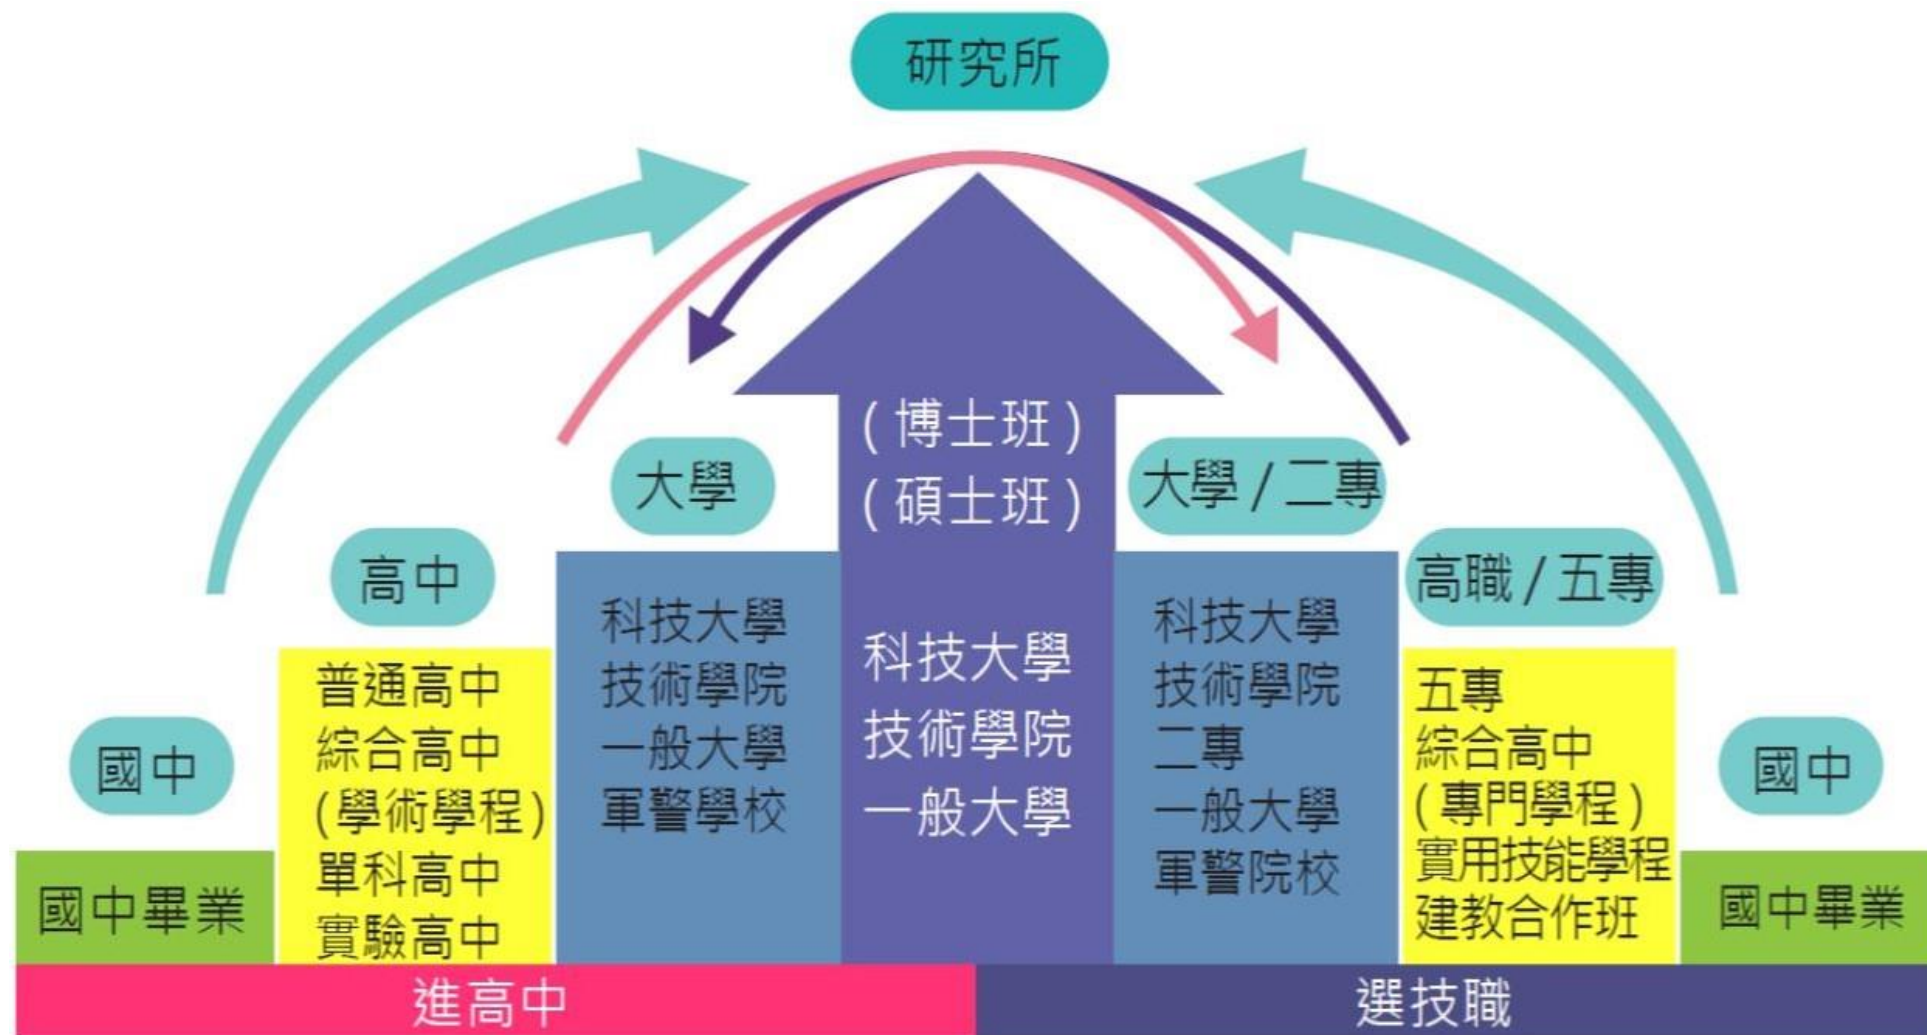 研究所
大學
高中
國中
國中畢業
普通高中
綜合高中
(學術學程)
單科高中
實驗高中
科技大學
技術學院
一般大學
軍警學校
(博士班)
(碩士班)
科技大學
技術學院
一般大學
大學/二專
高職/五專
國中
科技大學
技術學院
二專
一般大學
軍警院校
五專
綜合高中
(專門學程)
實用技能學程
建教合作班
國中畢業
進高中
選技職